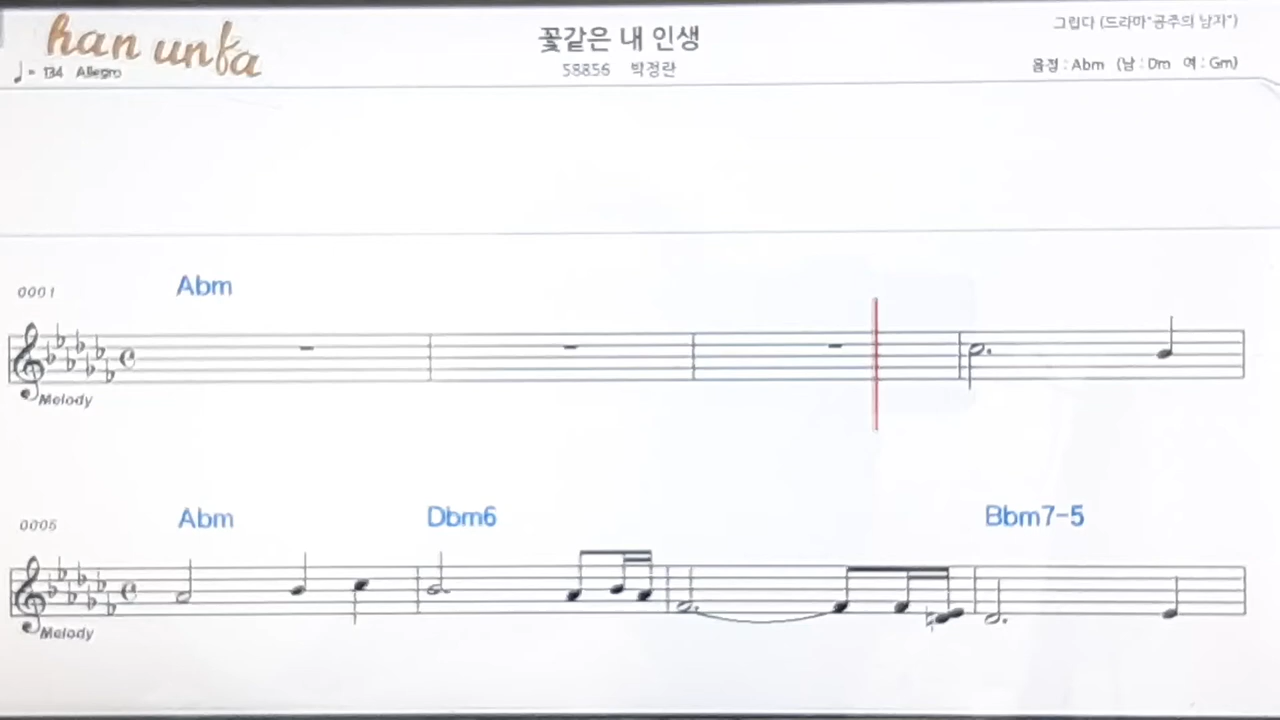 han unfa
♩= 134 Allegro
꽃같은 내 인생
58856 박정란
그립다 (드라마"공주의 남자")
음정 : Abm (남 : Dm 여 : Gm)
0001
Abm
Melody
0005
Abm Dbm6 Bbm7-5
Melody